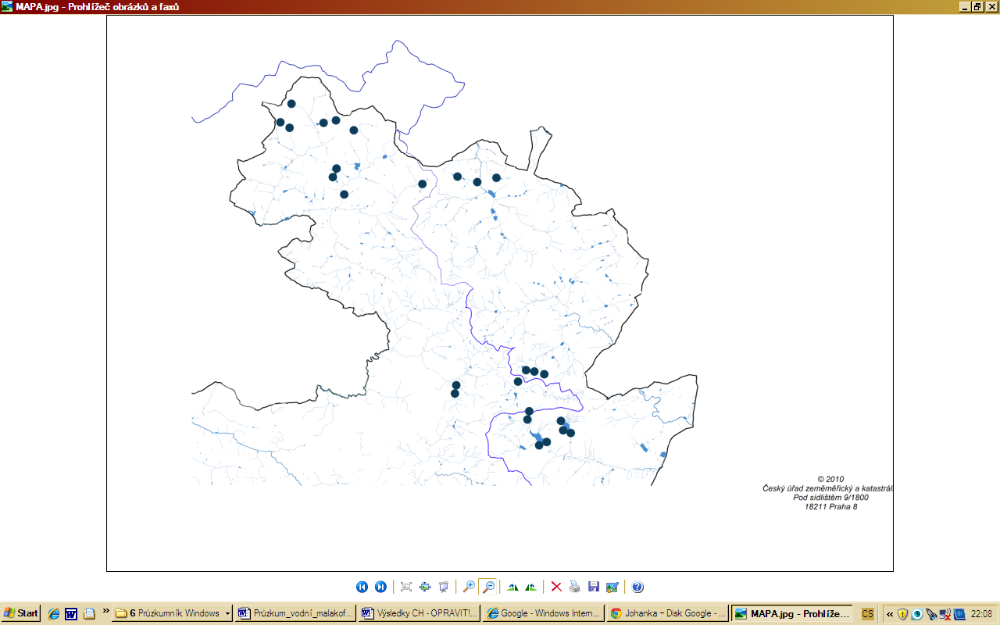 MAPA.jpg - Prohlížeč obrázků a faxů
© 2010
Český úřad zeměměřický a katastrál
Pod sídlištěm 9/1800
18211 Praha 8
Start
6 Průzkumník Windows
Průzkum_vodní_malakof...
Výsledky CH - OPRAVIT!...
Google - Windows Intern...
Johanka – Disk Google - ...
MAPA.jpg - Prohlíže...
CS
22:08